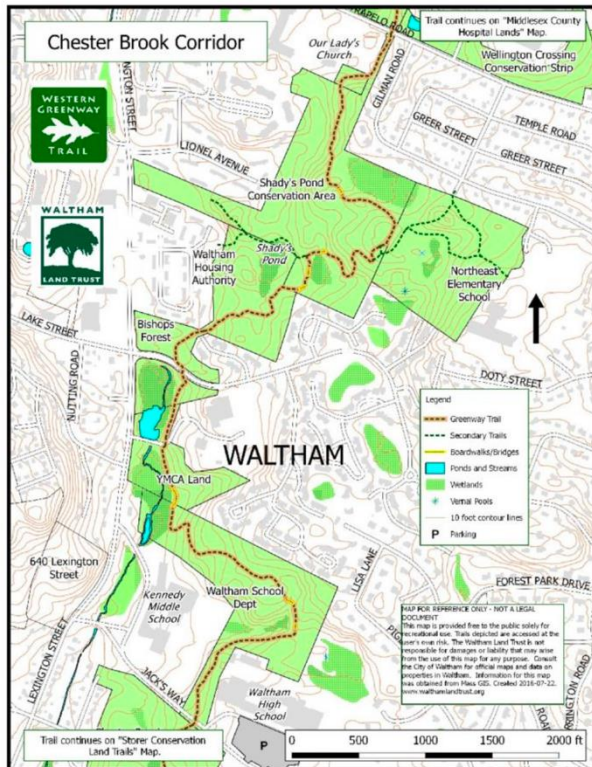 Chester Brook Corridor
Trail continues on "Middlesex County
Hospital Lands" Map.
TRAPELO ROAD
Our Lady's
Church
Wellington Crossing
Conservation Strip
GILMAN ROAD
WESTERN
GREENWAY
TRAIL
TEMPLE ROAD
GREER STREET
GREER STREET
LIONEL AVENUE
Shady's Pond
Conservation Area
WALTHAM
LAND TRUST
Waltham
Housing
Authority
Shady's
Pond
Northeast
Elementary
School
LAKE STREET
Bishops
Forest
NUTTING ROAD
DOTY STREET
Legend
Greenway Trail
Secondary Trails
Boardwalks/Bridges
Ponds and Streams
Wetlands
Vernal Pools
10 foot contour lines
P Parking
WALTHAM
YMCA Land
640 Lexington
Street
Kennedy
Middle
School
Waltham School
Dept
LISA LANE
FOREST PARK DRIVE
MAP FOR REFERENCE ONLY - NOT A LEGAL
DOCUMENT
This map is provided free to the public solely for
recreational use. Trails depicted are accessed at the
user's own risk. The Waltham Land Trust is not
responsible for damages or liability that may arise
from the use of this map for any purpose. Consult
the City of Waltham for official maps and data on
properties in Waltham. Information for this map
was obtained from Mass GIS. Created 2016-07-22.
www.walthamlandtrust.org
LEXINGTON STREET
JACK'S WAY
Waltham
High
School
P
ROAD
Trail continues on "Storer Conservation
Land Trails" Map.
0 500 1000 1500 2000 ft